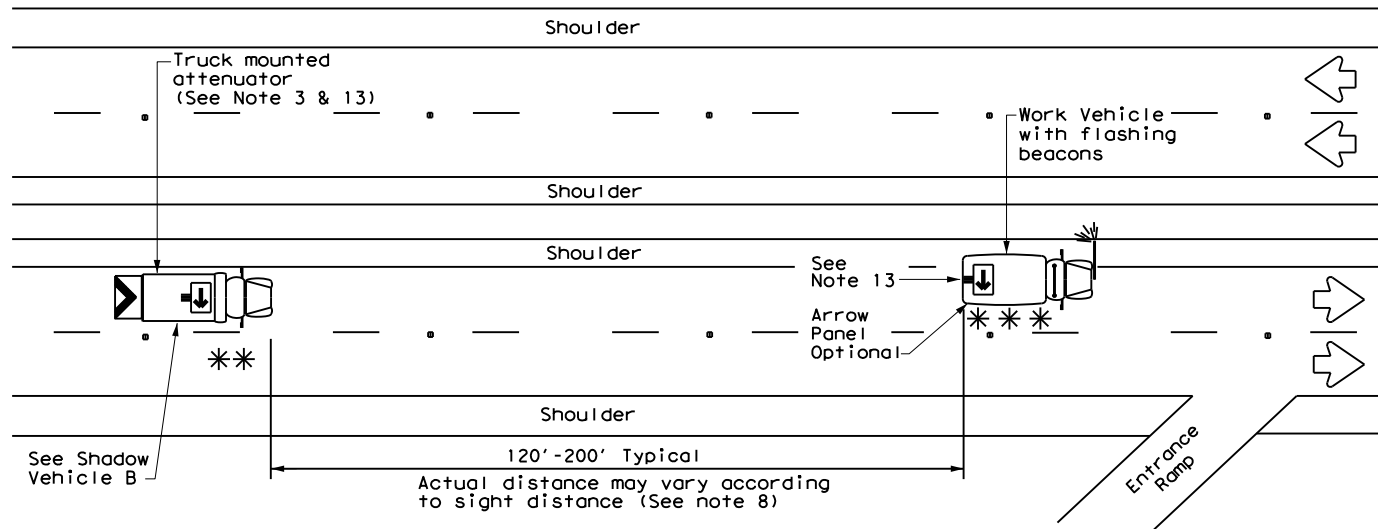 Shoulder
Truck mounted
attenuator
(See Note 3 & 13)
Work Vehicle
with flashing
beacons
Shoulder
Shoulder
See
Note 13
Arrow
Panel
Optional
Shoulder
See Shadow
Vehicle B
120'-200' Typical
Actual distance may vary according
to sight distance (See note 8)
Entrance
Ramp